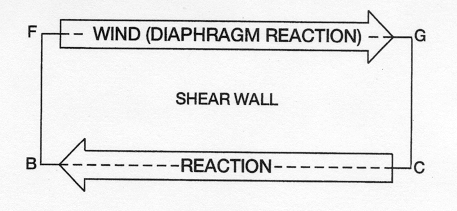 F WIND (DIAPHRAGM REACTION) G
SHEAR WALL
B REACTION C